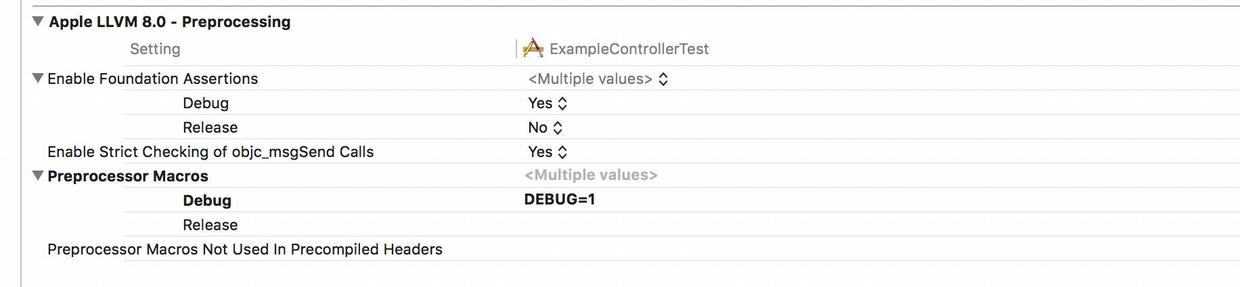 Apple LLVM 8.0 - Preprocessing
Setting ExampleControllerTest
Enable Foundation Assertions <Multiple values>
Debug Yes
Release No
Enable Strict Checking of objc_msgSend Calls Yes
Preprocessor Macros <Multiple values>
Debug DEBUG=1
Release
Preprocessor Macros Not Used In Precompiled Headers